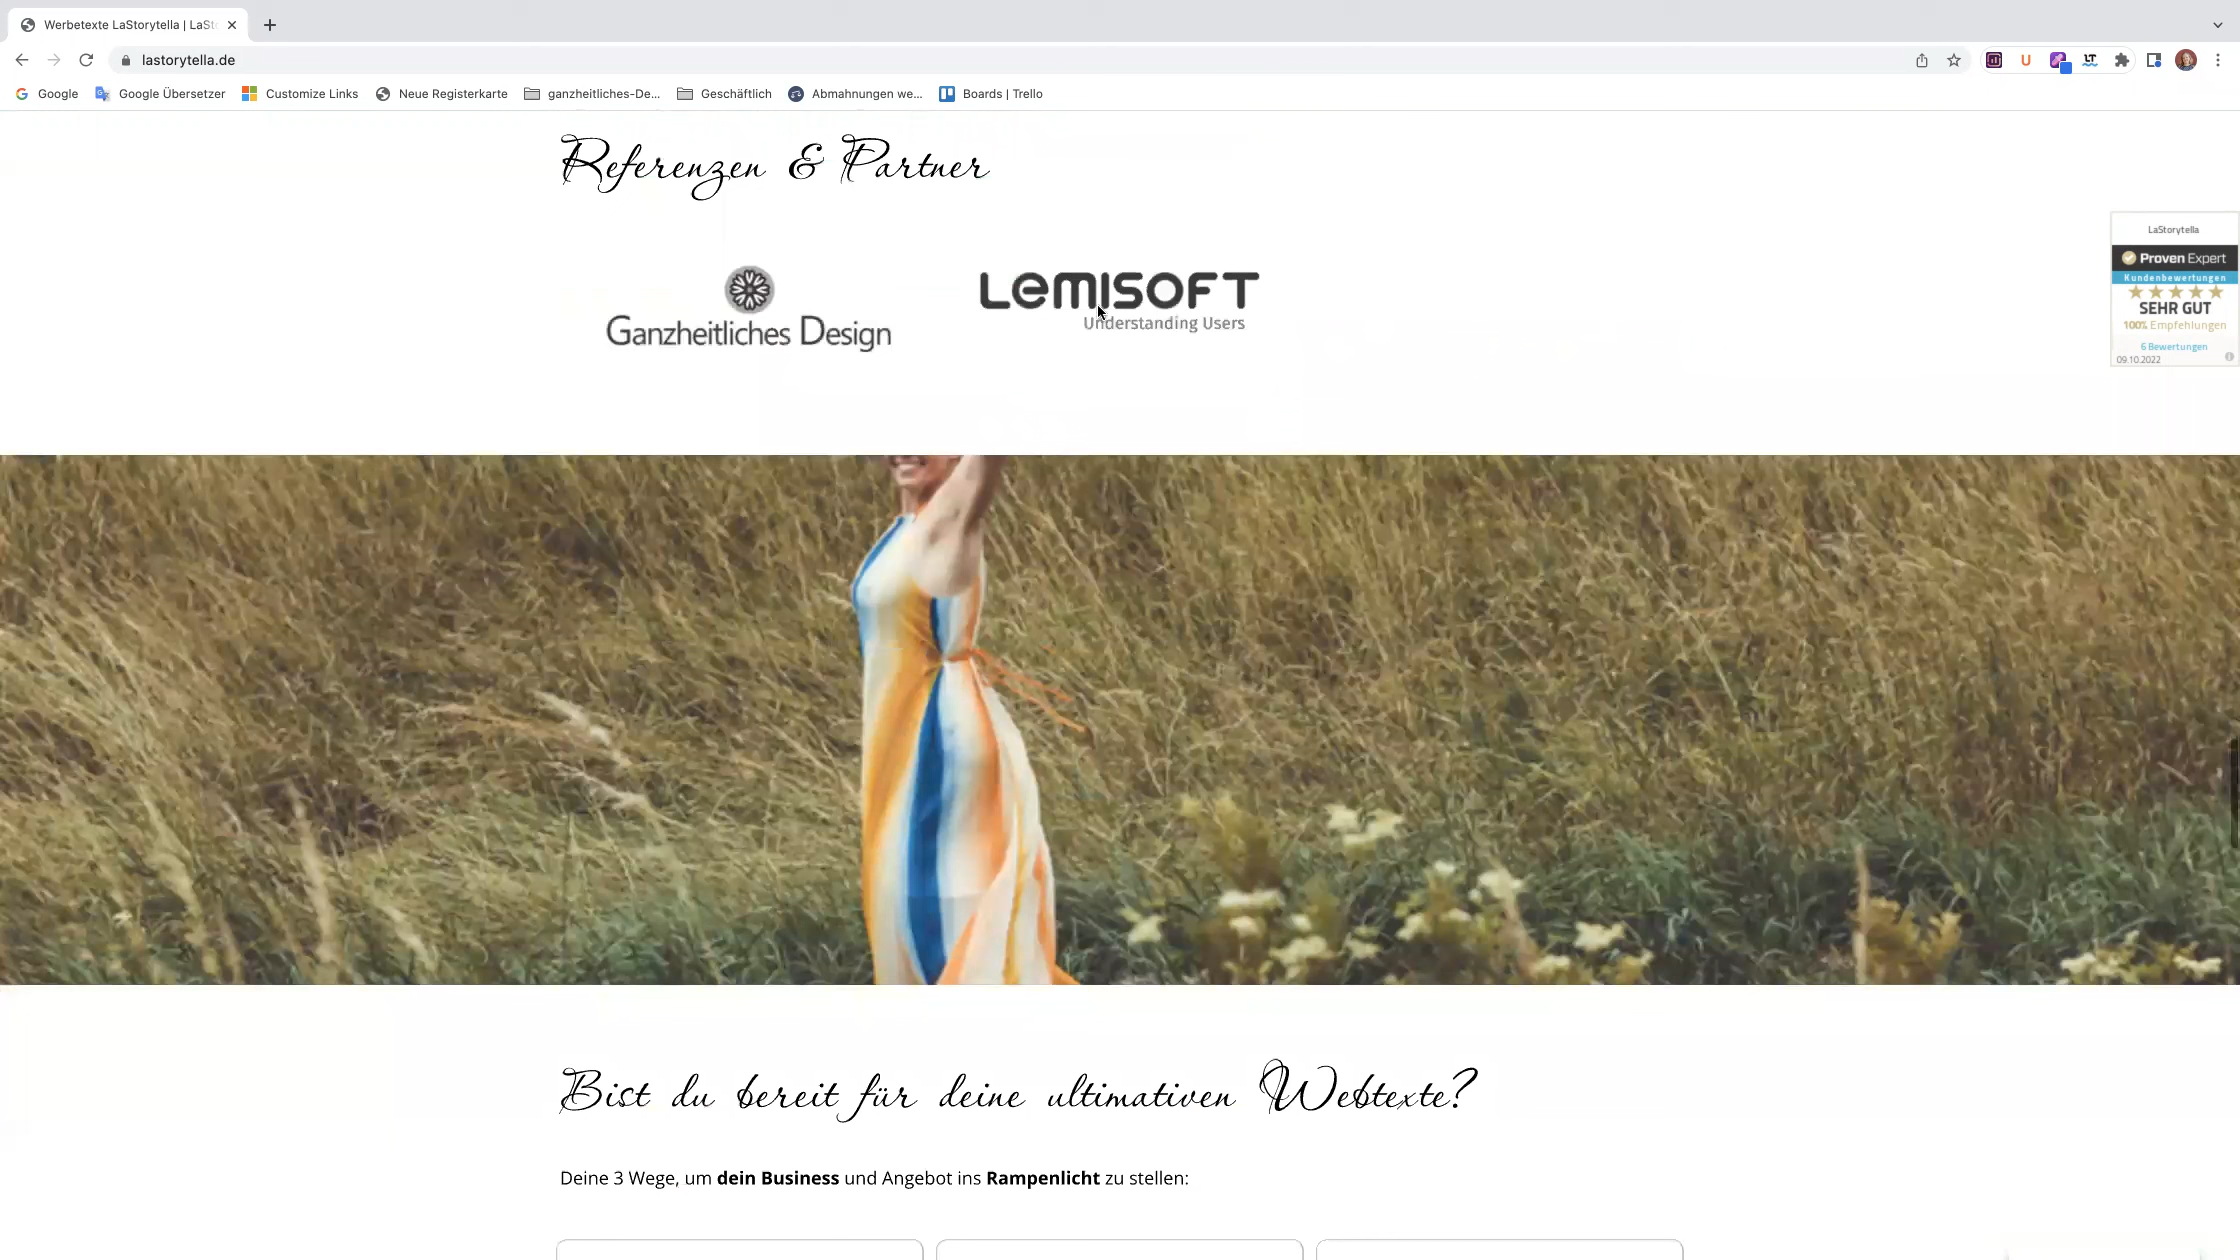 Werbetexte LaStorytella | LaSt
lastorytella.de
Google
Google Übersetzer
Customize Links
Neue Registerkarte
ganzheitliches-De...
Geschäftlich
Abmahnungen we...
Boards | Trello
Referenzen & Partner
Ganzheitliches Design
LEMISOFT
Understanding Users
LaStorytella
Proven Expert
Kundenbewertungen
SEHR GUT
100% Empfehlungen
6 Bewertungen
09.10.2022
Bist du bereit für deine ultimativen Webtexte?
Deine 3 Wege, um dein Business und Angebot ins Rampenlicht zu stellen: